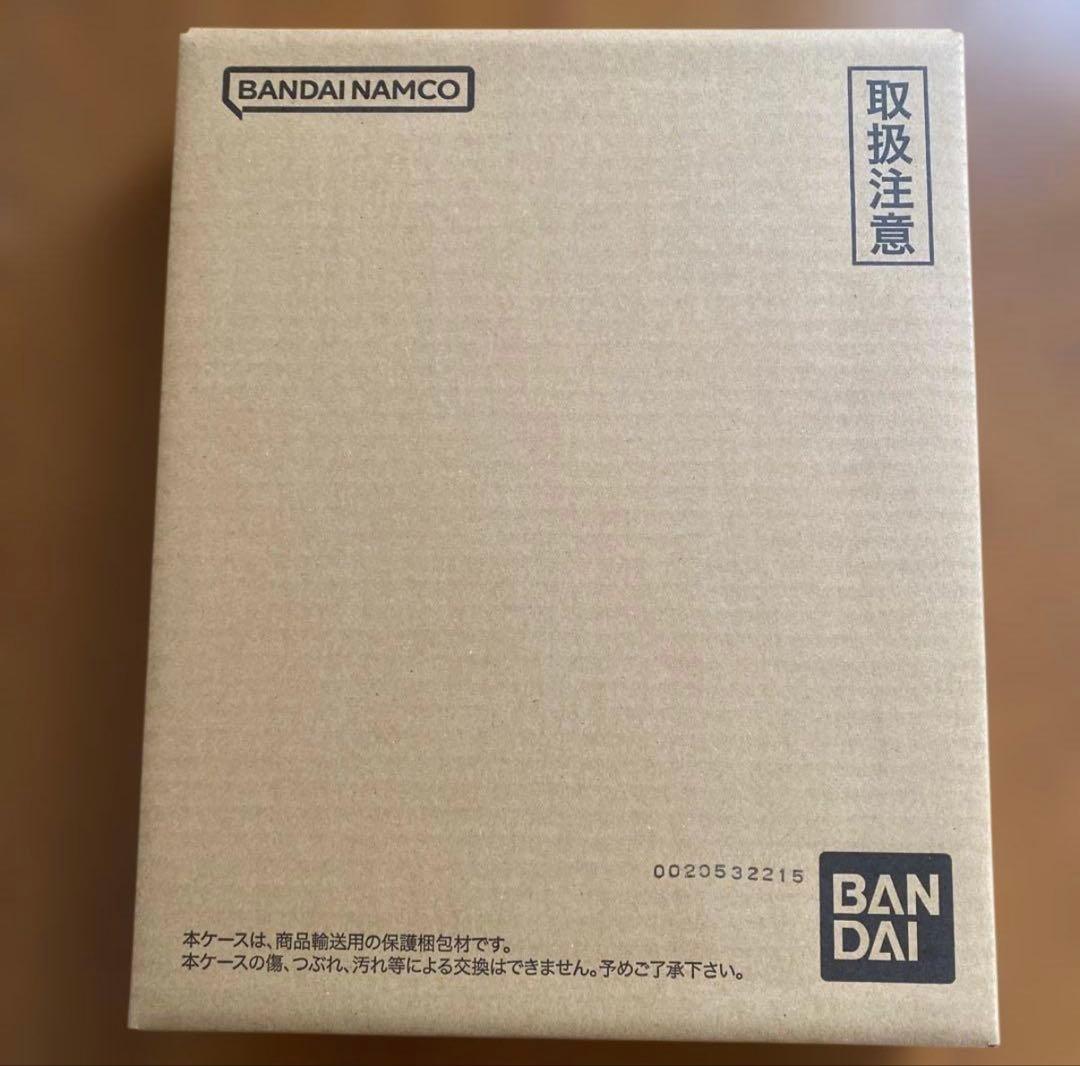 BANDAI NAMCO
取扱注意
0020532215
BAN
DAI
本ケースは、商品輸送用の保護梱包材です。
本ケースの傷、つぶれ、汚れ等による交換はできません。予めご了承下さい。